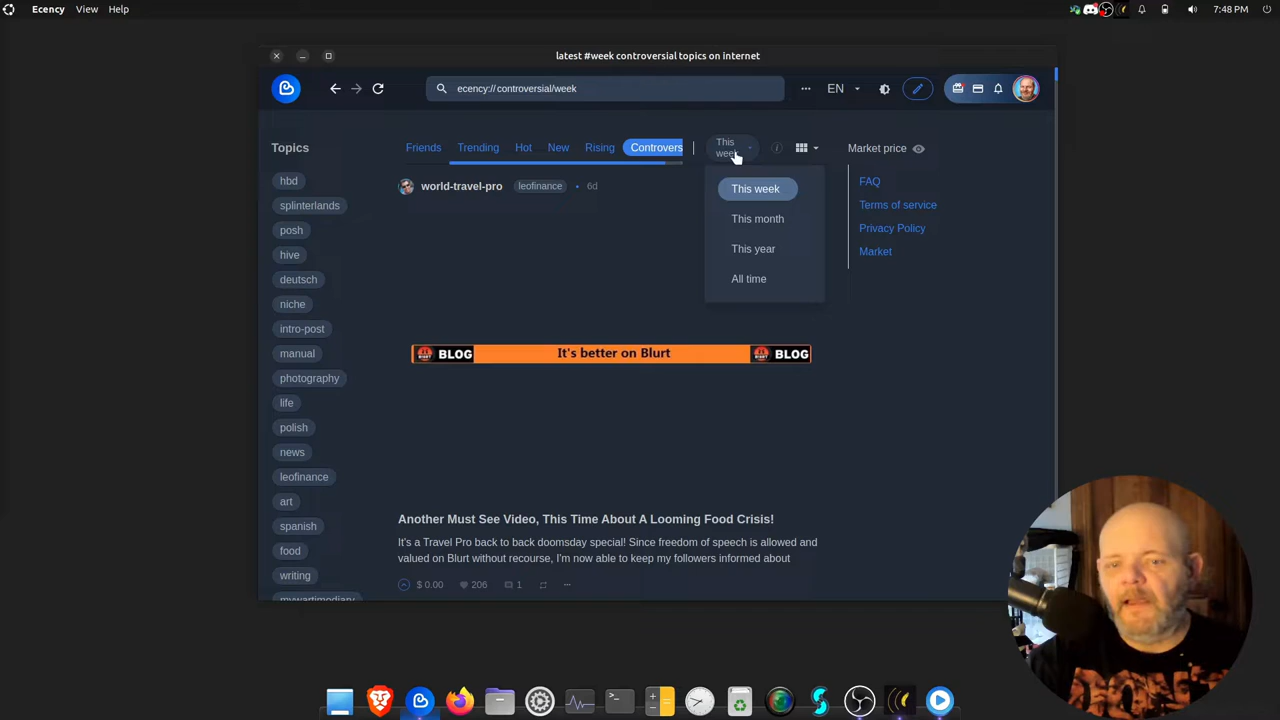 Ecency View Help
7:48 PM
latest #week controversial topics on internet
ecency://controversial/week
EN
Topics
hbd
splinterlands
posh
hive
deutsch
niche
intro-post
manual
photography
life
polish
news
leofinance
art
spanish
food
writing
mywartimodiary
Friends Trending Hot New Rising Controvers
This
week
This week
This month
This year
All time
world-travel-pro leofinance • 6d
BLOG It's better on Blurt BLOG
Another Must See Video, This Time About A Looming Food Crisis!
It's a Travel Pro back to back doomsday special! Since freedom of speech is allowed and
valued on Blurt without recourse, I'm now able to keep my followers informed about
$ 0.00 206 1
Market price
FAQ
Terms of service
Privacy Policy
Market